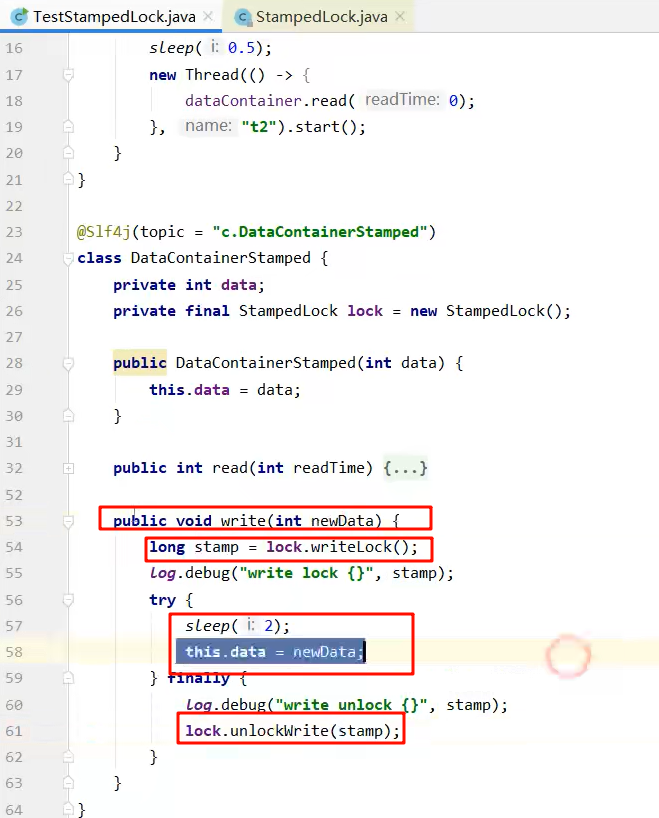 TestStampedLock.java × StampedLock.java ×
16 sleep( i: 0.5);
17 new Thread(() -> {
18 dataContainer.read( readTime: 0);
19 }, name: "t2").start();
20 }
21 }
22
23 @Slf4j(topic = "c.DataContainerStamped")
24 class DataContainerStamped {
25 private int data;
26 private final StampedLock lock = new StampedLock();
27
28 public DataContainerStamped(int data) {
29 this.data = data;
30 }
31
32 public int read(int readTime) {...}
52
53 public void write(int newData) {
54 long stamp = lock.writeLock();
55 log.debug("write lock {}", stamp);
56 try {
57 sleep( i: 2);
58 this.data = newData;
59 } finally {
60 log.debug("write unlock {}", stamp);
61 lock.unlockWrite(stamp);
62 }
63 }
64 }